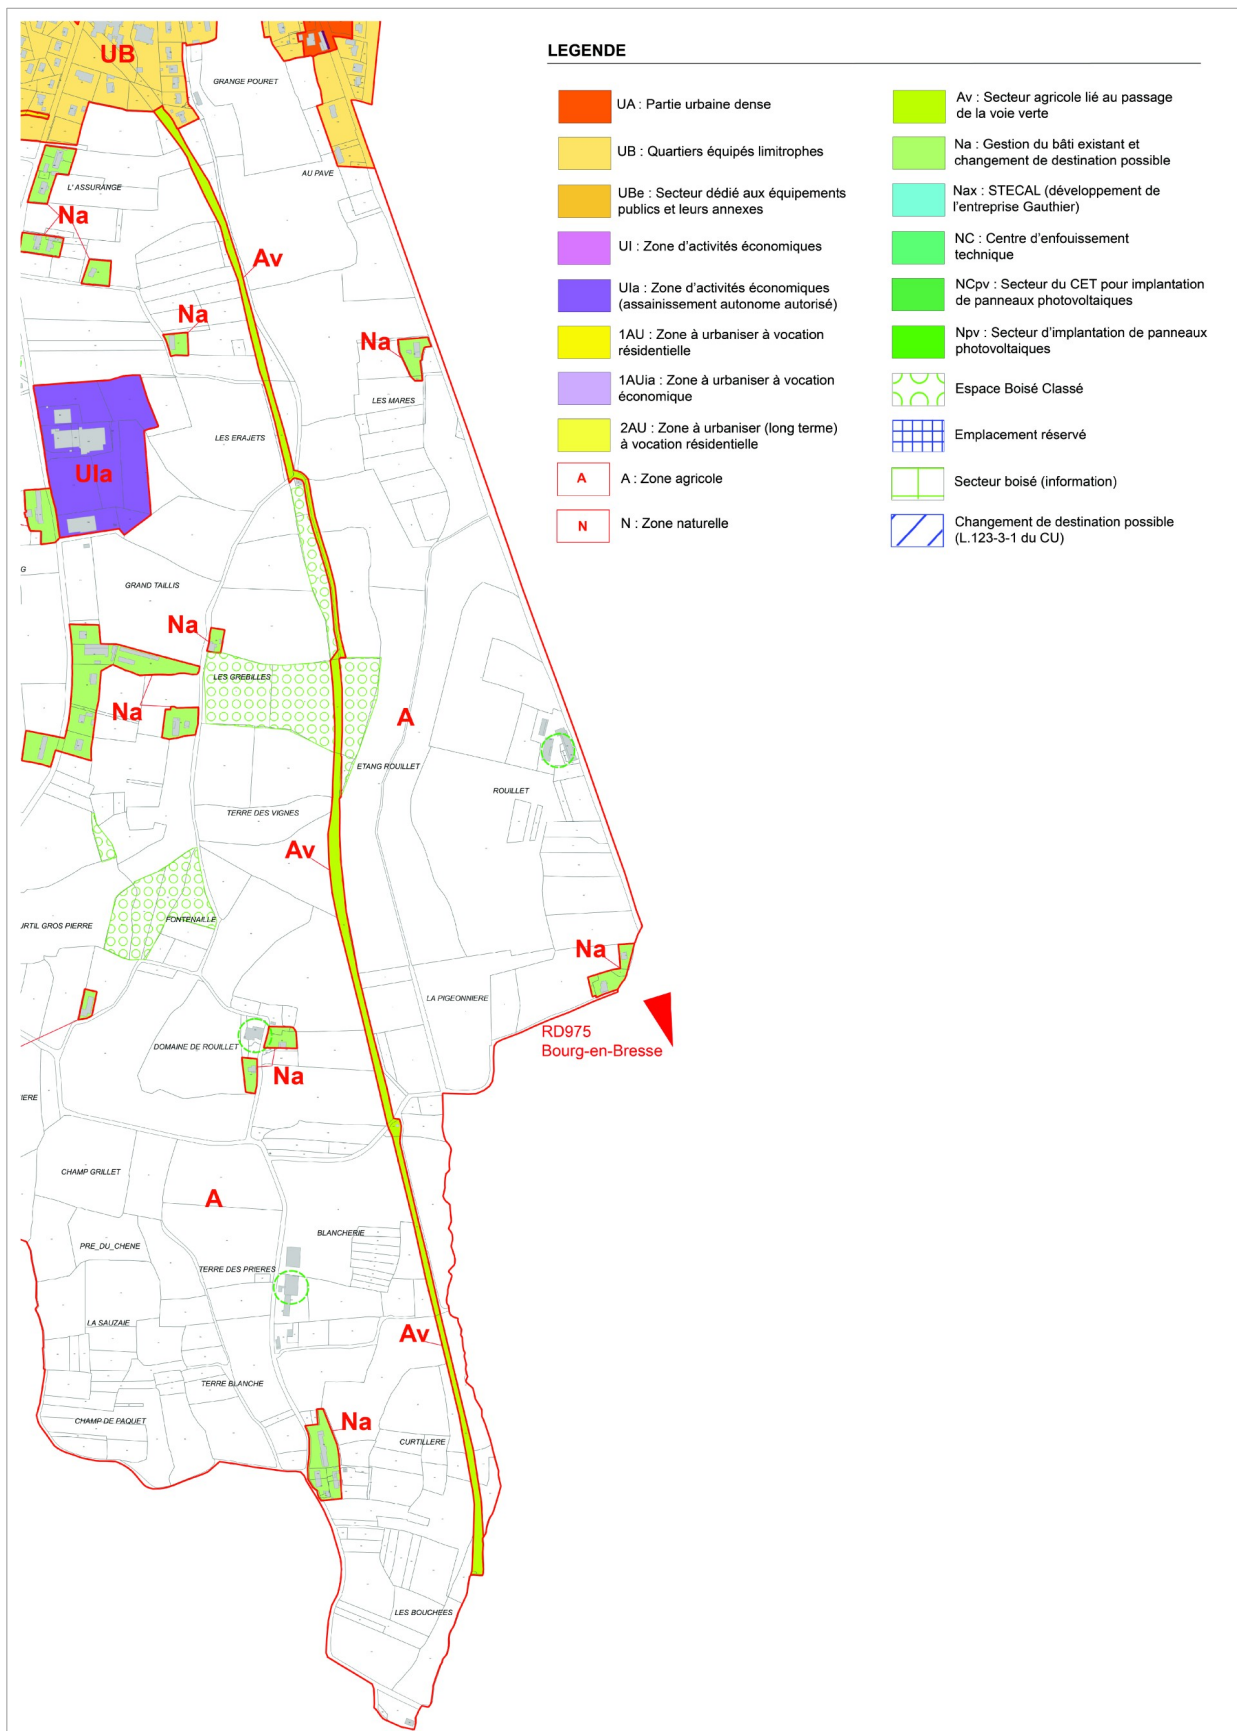 LEGENDE
UA : Partie urbaine dense
UB : Quartiers équipés limitrophes
UBe : Secteur dédié aux équipements
publics et leurs annexes
UI : Zone d'activités économiques
UIa : Zone d'activités économiques
(assainissement autonome autorisé)
1AU : Zone à urbaniser à vocation
résidentielle
1AUia : Zone à urbaniser à vocation
économique
2AU : Zone à urbaniser (long terme)
à vocation résidentielle
A
A : Zone agricole
N
N : Zone naturelle
Av : Secteur agricole lié au passage
de la voie verte
Na : Gestion du bâti existant et
changement de destination possible
Nax : STECAL (développement de
l'entreprise Gauthier)
NC : Centre d'enfouissement
technique
NCpv : Secteur du CET pour implantation
de panneaux photovoltaiques
Npv : Secteur d'implantation de panneaux
photovoltaiques
Espace Boisé Classé
Emplacement réservé
Secteur boisé (information)
Changement de destination possible
(L.123-3-1 du CU)
UB
GRANGE POURET
AU PAVE
L'ASSURANGE
Na
Av
Na
Na
LES MARES
LES ERAJETS
UIa
G
GRAND TAILLIS
Na
LES GREBILLES
Na
A
ETANG ROUILLET
ROUILLET
TERRE DES VIGNES
Av
FONTENAILLE
URTIL GROS PIERRE
Na
LA PIGEONNIERE
RD975
Bourg-en-Bresse
DOMAINE DE ROUILLET
Na
IERE
CHAMP GRILLET
A
BLANCHERIE
PRE_DU_CHENE
TERRE DES PRIERES
LA SAUZAIE
Av
TERRE BLANCHE
CHAMP DE PAQUET
Na
CURTILLERE
LES BOUCHEES